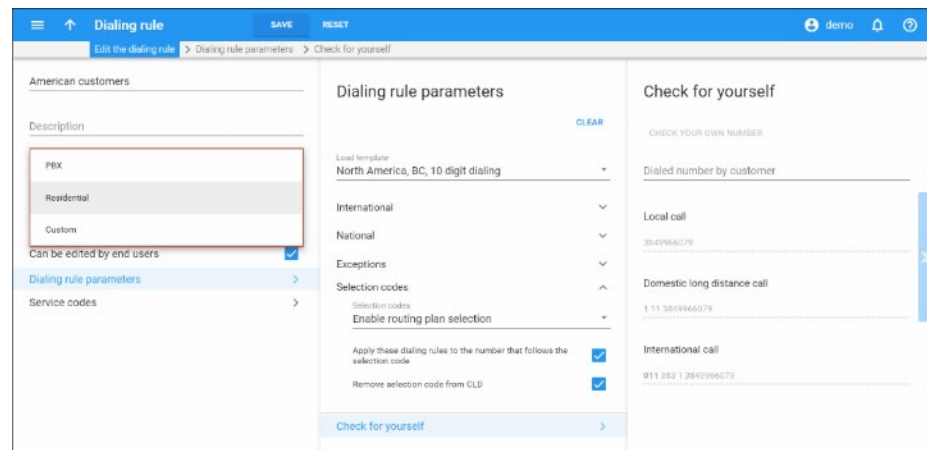 Dialing rule
SAVE
RESET
demo
Edit the dialing rule > Dialing rule parameters > Check for yourself
American customers
Description
PBX
Residential
Custom
Can be edited by end users
Dialing rule parameters
Service codes
Dialing rule parameters
CLEAR
Load template
North America, BC, 10 digit dialing
International
National
Exceptions
Selection codes
Selection codes
Enable routing plan selection
Apply these dialing rules to the number that follows the
selection code
Remove selection code from CLD
Check for yourself
Check for yourself
CHECK YOUR OWN NUMBER
Dialed number by customer
Local call
3849966079
Domestic long distance call
1 11 3849966079
International call
011 383 1 3849966079